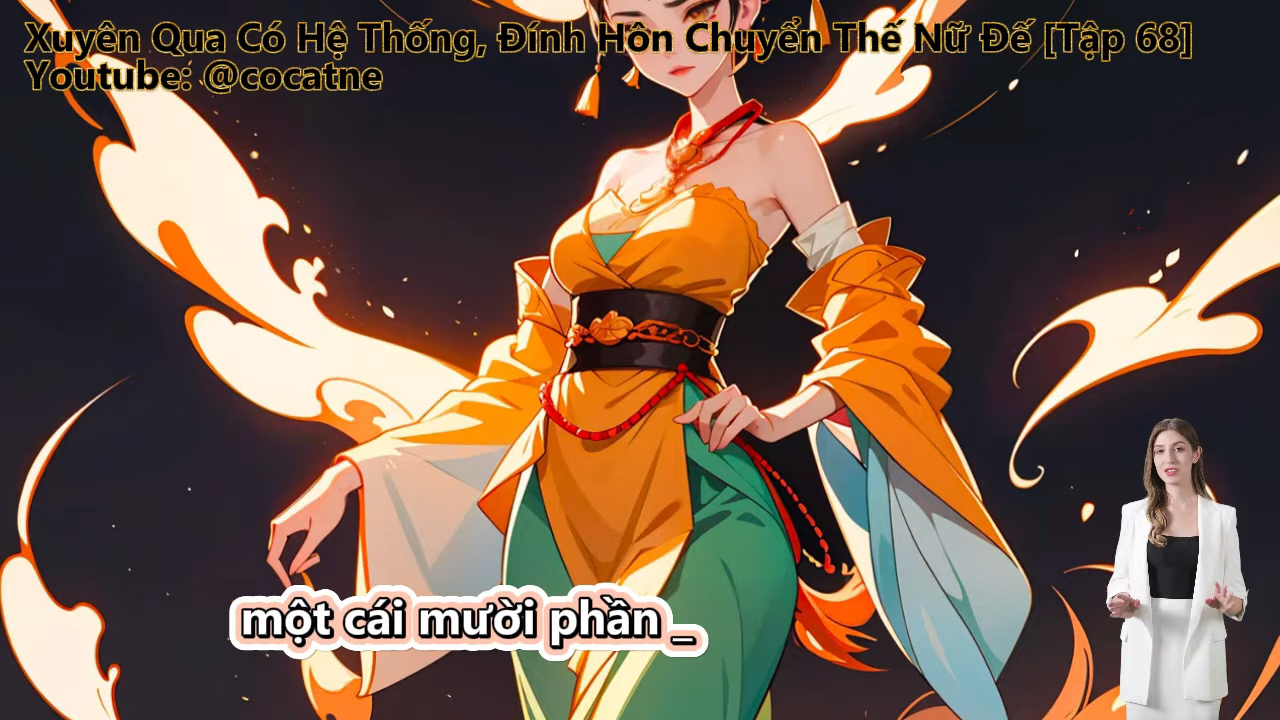 Xuyên Qua Có Hệ Thống, Đính Hôn Chuyển Thế Nữ Đế [Tập 68]
Youtube: @cocatne
một cái mười phần _